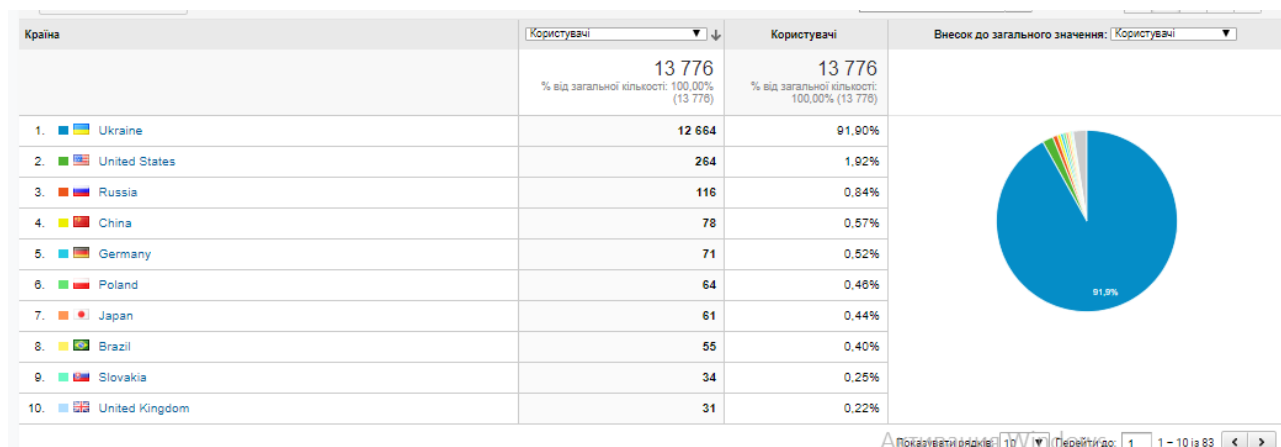 Країна Користувачі Користувачі Внесок до загального значення: Користувачі
13 776 13 776
% від загальної кількості: 100,00% % від загальної кількості:
(13 776) 100,00% (13 776)
1. Ukraine 12 664 91,90%
2. United States 264 1,92%
3. Russia 116 0,84%
4. China 78 0,57%
5. Germany 71 0,52%
6. Poland 64 0,46%
7. Japan 61 0,44%
8. Brazil 55 0,40%
9. Slovakia 34 0,25%
10. United Kingdom 31 0,22%
91,9%
Показувати рядків: 10 Перейти до: 1 1 – 10 із 83